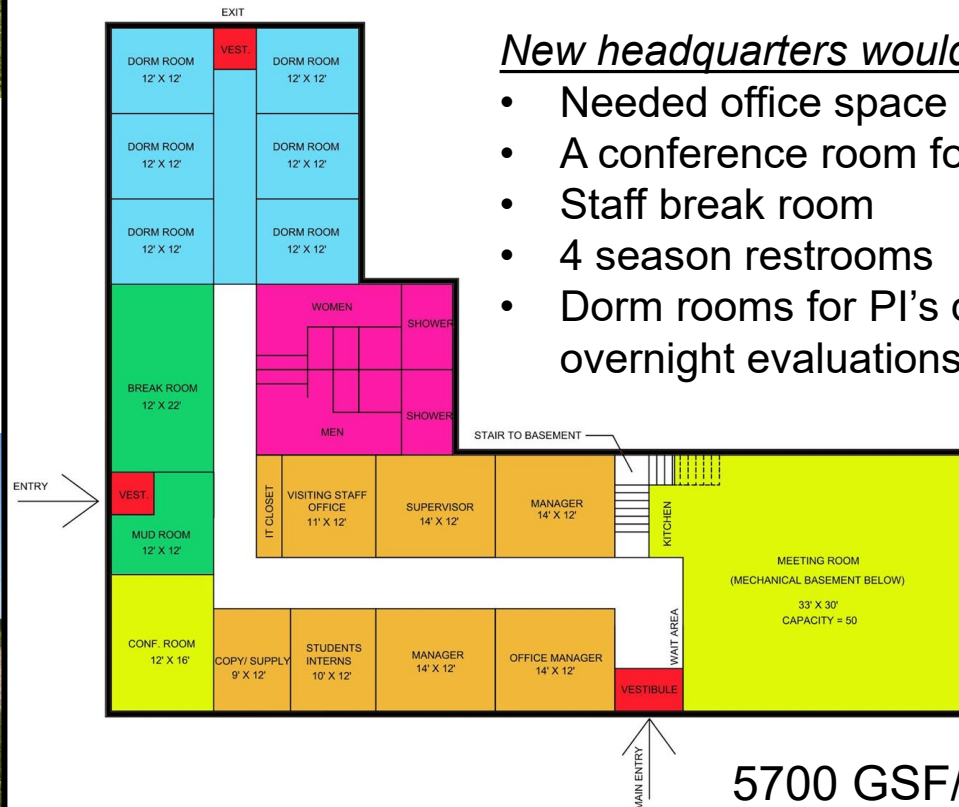 EXIT
VEST.
DORM ROOM
12' X 12'
DORM ROOM
12' X 12'
DORM ROOM
12' X 12'
DORM ROOM
12' X 12'
DORM ROOM
12' X 12'
DORM ROOM
12' X 12'
New headquarters would
• Needed office space
• A conference room fo
• Staff break room
• 4 season restrooms
• Dorm rooms for PI's o
overnight evaluations
WOMEN
SHOWER
MEN
SHOWER
BREAK ROOM
12' X 22'
STAIR TO BASEMENT
ENTRY
VEST.
MUD ROOM
12' X 12'
IT CLOSET
VISITING STAFF
OFFICE
11' X 12'
SUPERVISOR
14' X 12'
MANAGER
14' X 12'
KITCHEN
MEETING ROOM
(MECHANICAL BASEMENT BELOW)
33' X 30'
CAPACITY = 50
CONF. ROOM
12' X 16'
COPY/ SUPPLY
9' X 12'
STUDENTS
INTERNS
10' X 12'
MANAGER
14' X 12'
OFFICE MANAGER
14' X 12'
WAIT AREA
VESTIBULE
MAIN ENTRY
5700 GSF/